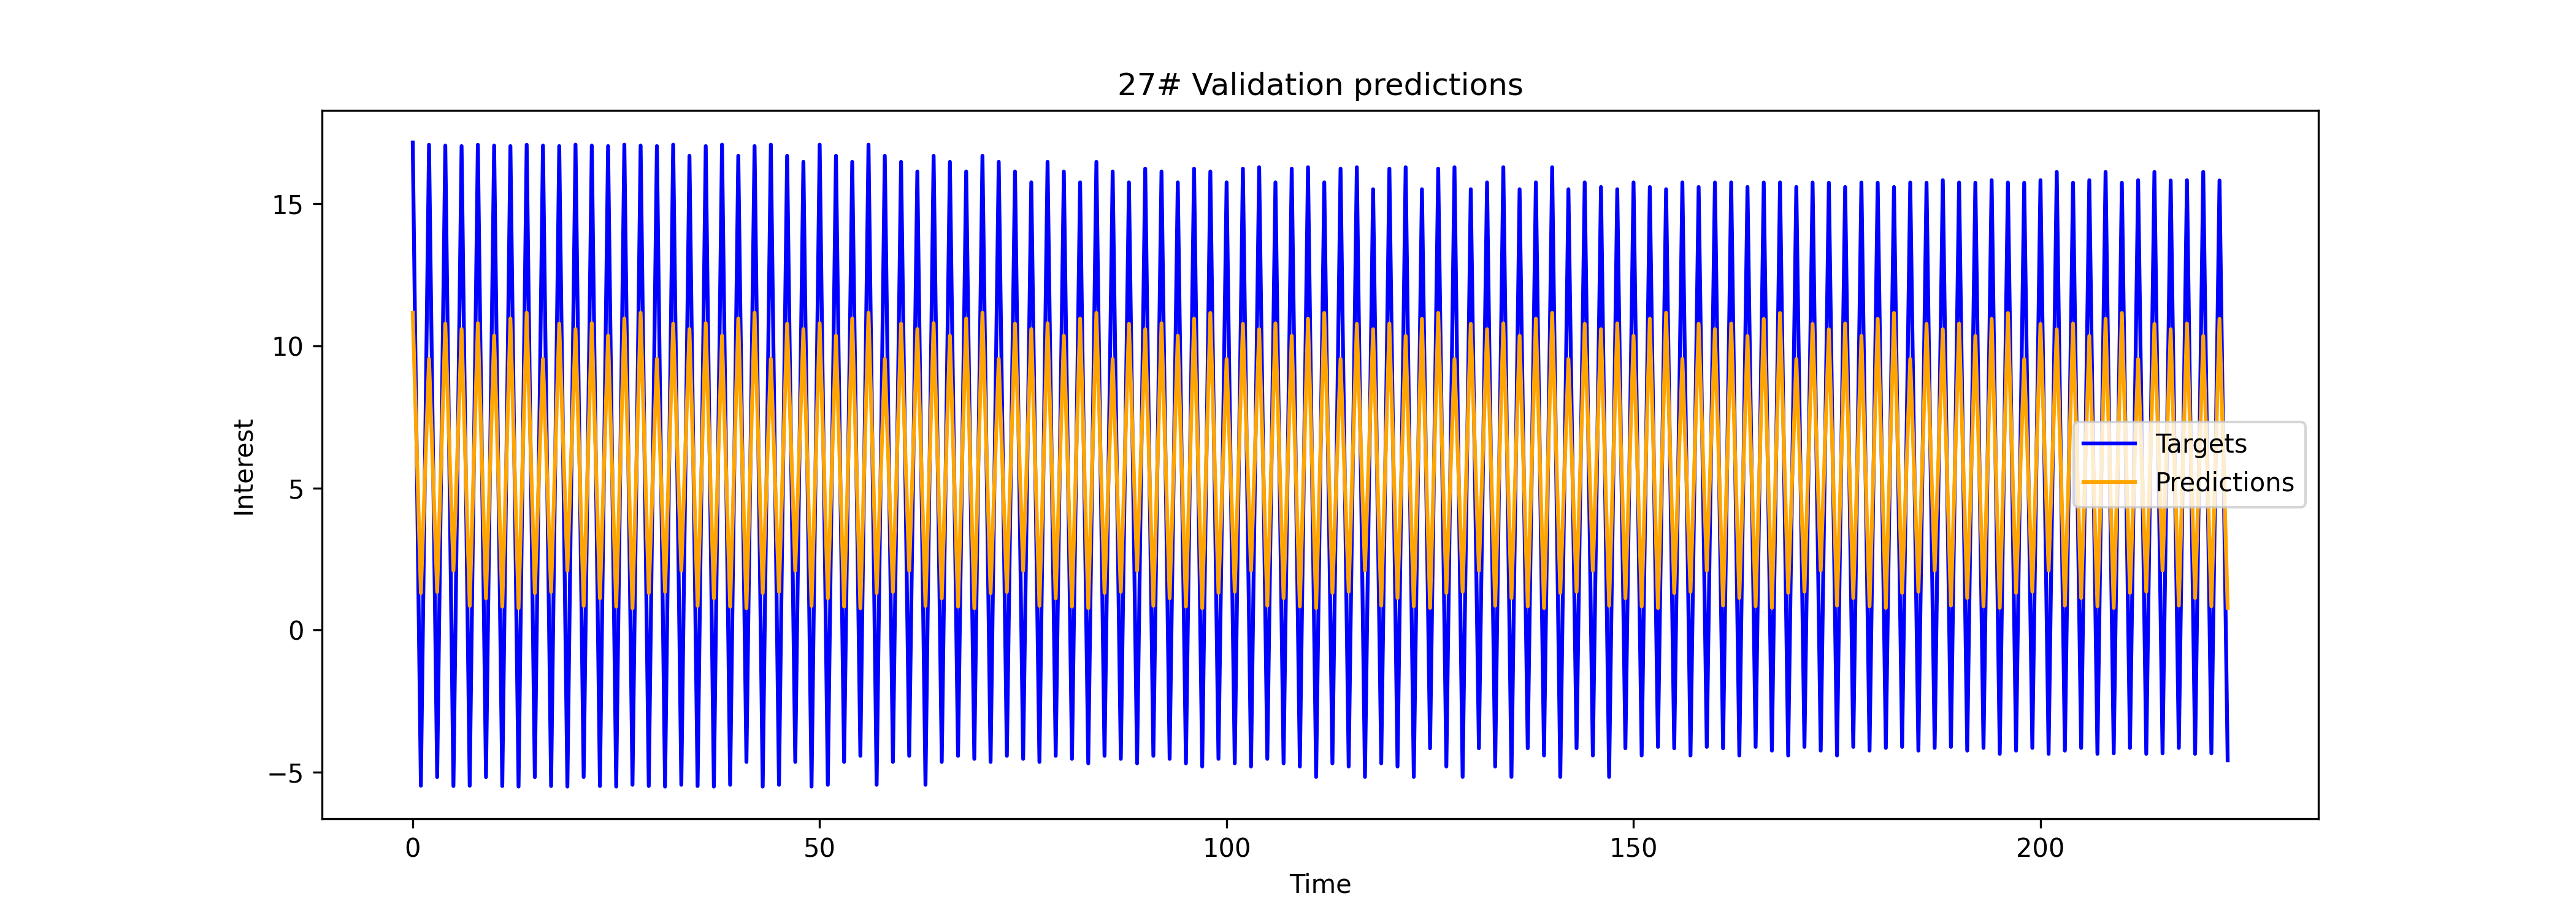 27# Validation predictions
Interest
15
10
5
0
−5
Targets
Predictions
0
50
100
150
200
Time